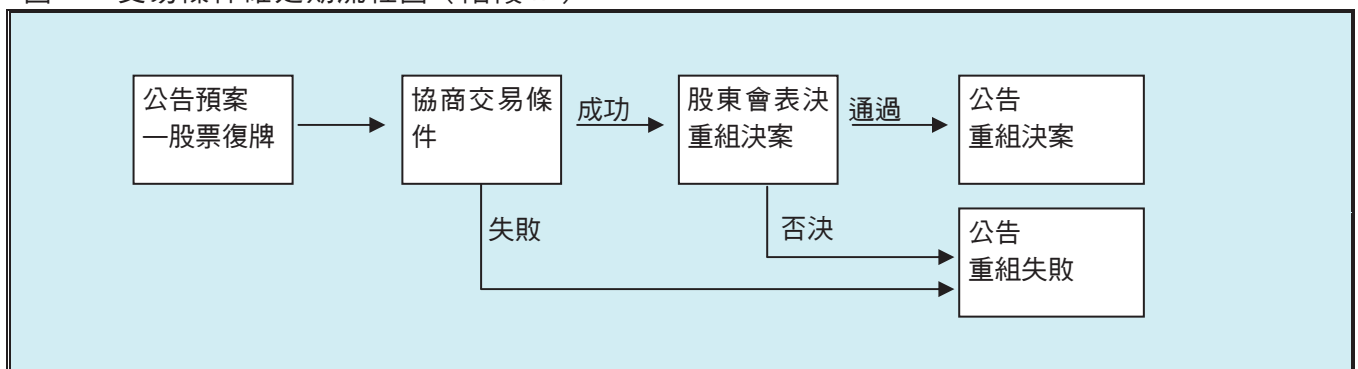 公告預案
—股票復牌
協商交易條
件
成功
股東會表決
重組決案
通過
公告
重組決案
失敗
否決
公告
重組失敗